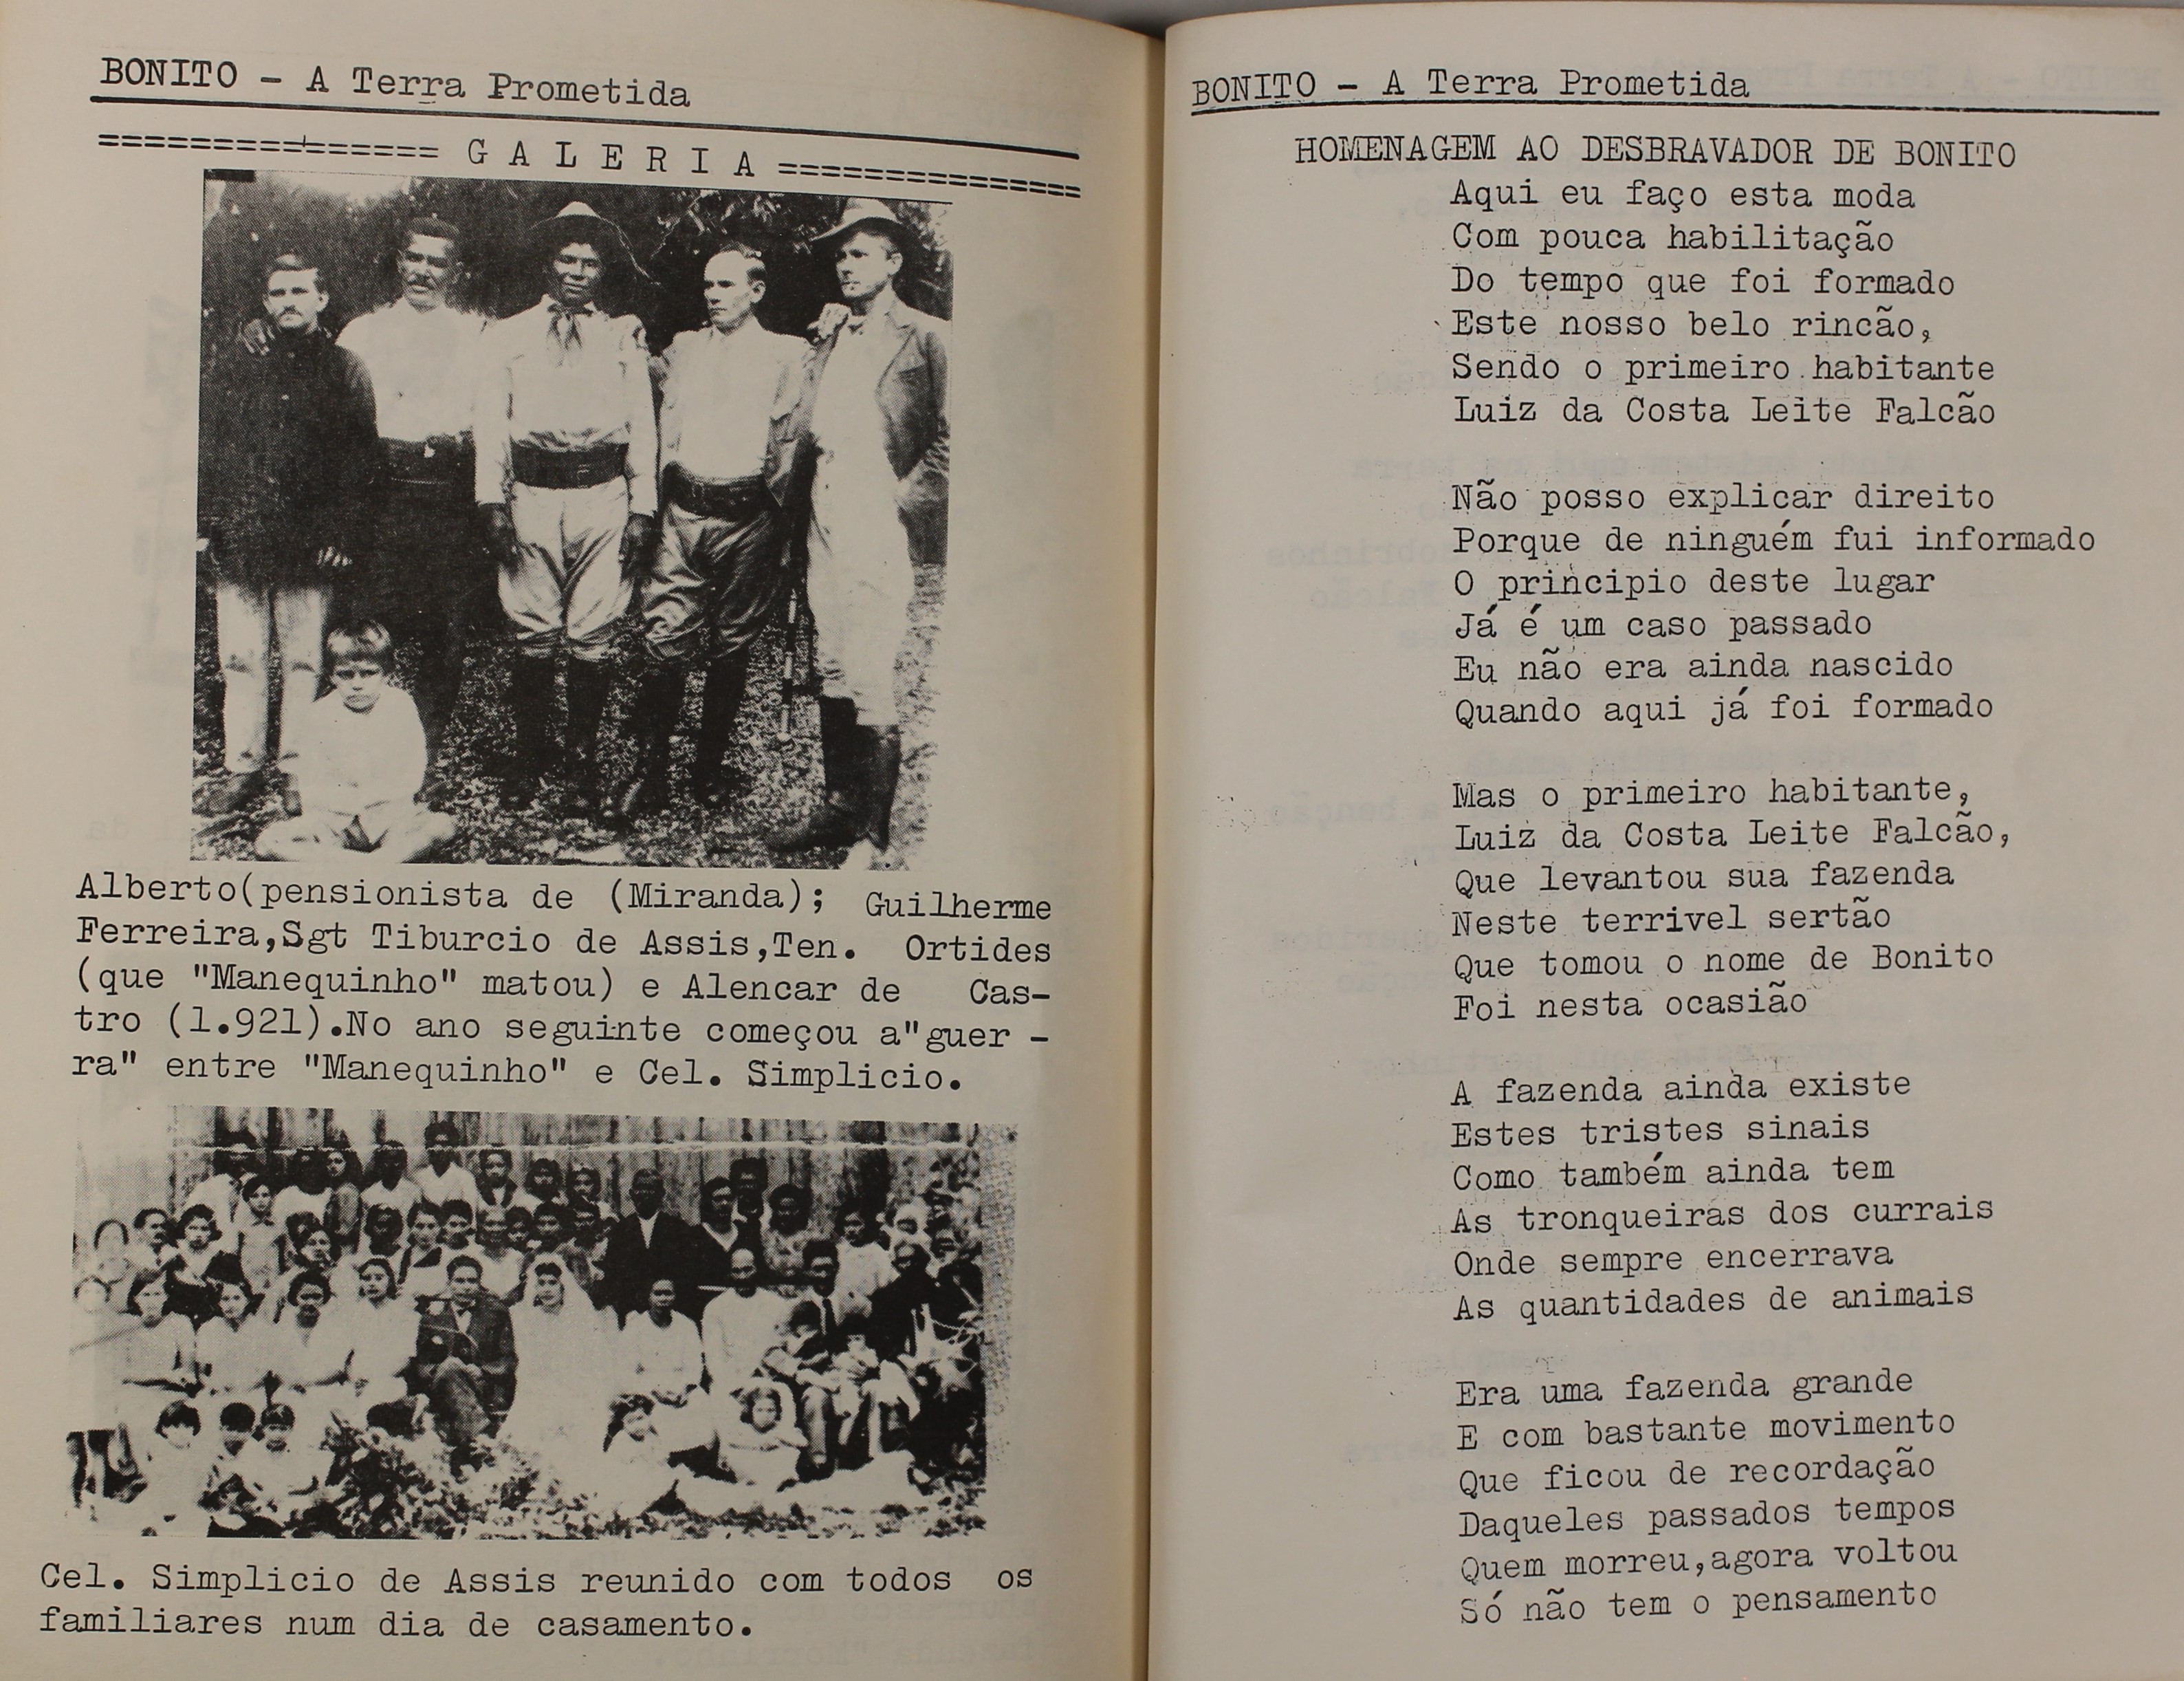 BONITO - A Terra Prometida
=============== G A L E R I A ===============
Alberto(pensionista de (Miranda); Guilherme
Ferreira,Sgt Tiburcio de Assis,Ten. Ortides
(que "Manequinho" matou) e Alencar de Cas-
tro (1.921).No ano seguinte começou a"guer -
ra" entre "Manequinho" e Cel. Simplicio.
Cel. Simplicio de Assis reunido com todos os
familiares num dia de casamento.
BONITO - A Terra Prometida
HOMENAGEM AO DESBRAVADOR DE BONITO
Aqui eu faço esta moda
Com pouca habilitação
Do tempo que foi formado
Este nosso belo rincão,
Sendo o primeiro habitante
Luiz da Costa Leite Falcão
Não posso explicar direito
Porque de ninguém fui informado
O principio deste lugar
Já é um caso passado
Eu não era ainda nascido
Quando aqui já foi formado
Mas o primeiro habitante,
Luiz da Costa Leite Falcão,
Que levantou sua fazenda
Neste terrivel sertão
Que tomou o nome de Bonito
Foi nesta ocasião
A fazenda ainda existe
Estes tristes sinais
Como também ainda tem
As tronqueiras dos currais
Onde sempre encerrava
As quantidades de animais
Era uma fazenda grande
E com bastante movimento
Que ficou de recordação
Daqueles passados tempos
Quem morreu,agora voltou
Só não tem o pensamento